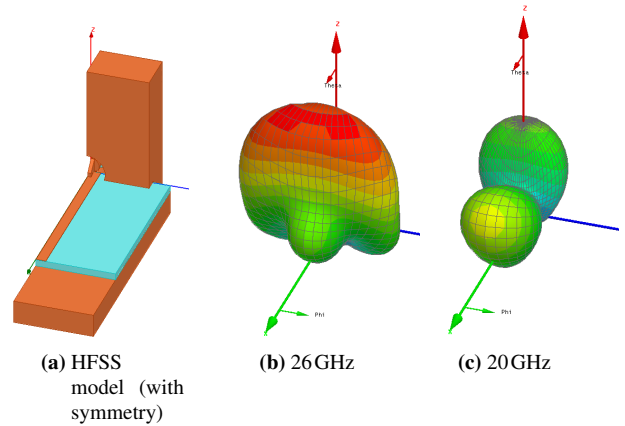 z
z
z
Theta
Theta
Phi
Phi
x
x
(a) HFSS
model (with
symmetry)
(b) 26 GHz
(c) 20 GHz